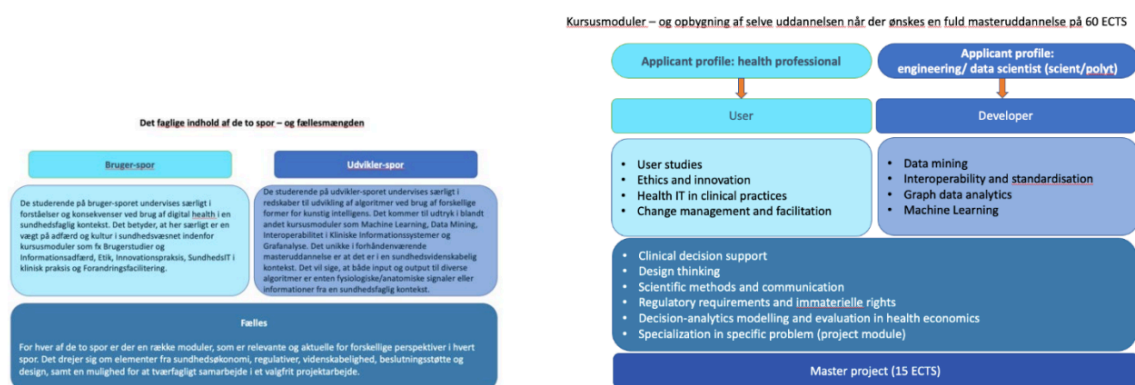 Det faglige indhold af de to spor – og fællesmængden
Bruger-spor
De studerende på bruger-sporet undervises særligt i
forståelser og konsekvenser ved brug af digital health i en
sundhedsfaglig kontekst. Det betyder, at her særligt er en
vægt på adfærd og kultur i sundhedsvæsnet indenfor
kursusmoduler som fx Brugerstudier og
Informationsadfærd, Etik, Innovationspraksis, SundhedsIT i
klinisk praksis og Forandringsfacilitering.
Udvikler-spor
De studerende på udvikler-sporet undervises særligt i
redskaber til udvikling af algoritmer ved brug af forskellige
former for kunstig intelligens. Det kommer til udtryk i blandt
andet kursusmoduler som Machine Learning, Data Mining,
Interoperabilitet i Kliniske Informationssystemer og
Grafanalyse. Det unikke i forhåndenværende
masteruddannelse er at det er i en sundhedsvidenskabelig
kontekst. Det vil sige, at både input og output til diverse
algoritmer er enten fysiologiske/anatomiske signaler eller
informationer fra en sundhedsfaglig kontekst.
Fælles
For hver af de to spor er der en række moduler, som er relevante og aktuelle for forskellige perspektiver i hvert
spor. Det drejer sig om elementer fra sundhedsøkonomi, regulativer, videnskabelighed, beslutningsstøtte og
design, samt en mulighed for at tværfagligt samarbejde i et valgfrit projektarbejde.
Kursusmoduler – og opbygning af selve uddannelsen når der ønskes en fuld masteruddannelse på 60 ECTS
Applicant profile: health professional
Applicant profile:
engineering/ data scientist (scient/polyt)
User
Developer
• User studies
• Ethics and innovation
• Health IT in clinical practices
• Change management and facilitation
• Data mining
• Interoperability and standardisation
• Graph data analytics
• Machine Learning
• Clinical decision support
• Design thinking
• Scientific methods and communication
• Regulatory requirements and immaterielle rights
• Decision-analytics modelling and evaluation in health economics
• Specialization in specific problem (project module)
Master project (15 ECTS)